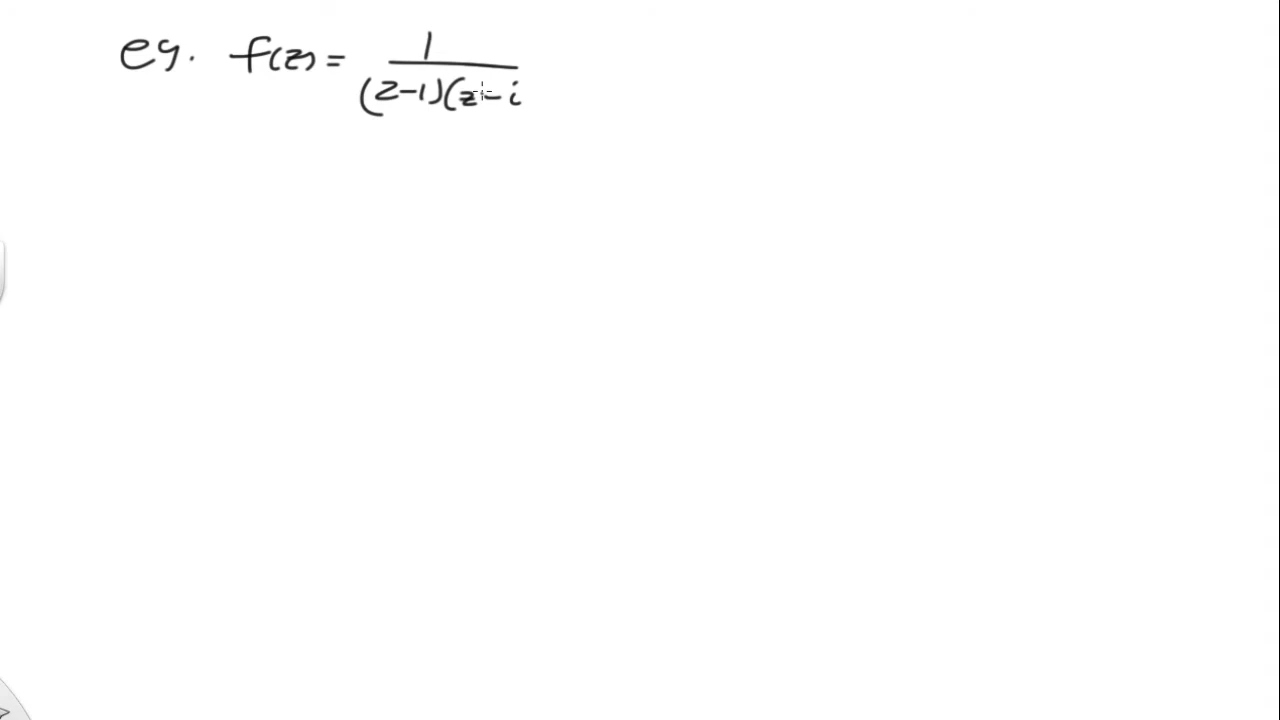 eg. f(z) = 1 / (z-1)(z-i